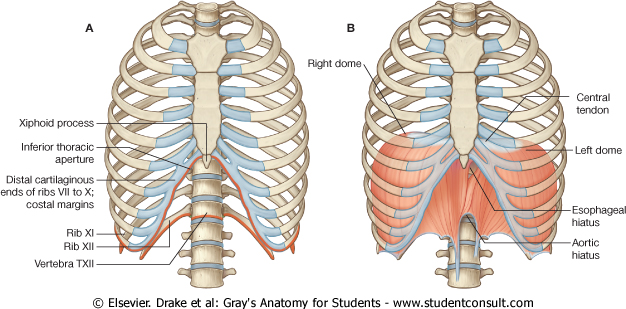 A
Xiphoid process
Inferior thoracic
aperture
Distal cartilaginous
ends of ribs VII to X;
costal margins
Rib XI
Rib XII
Vertebra TXII
B
Right dome
Central
tendon
Left dome
Esophageal
hiatus
Aortic
hiatus
© Elsevier. Drake et al: Gray's Anatomy for Students - www.studentconsult.com